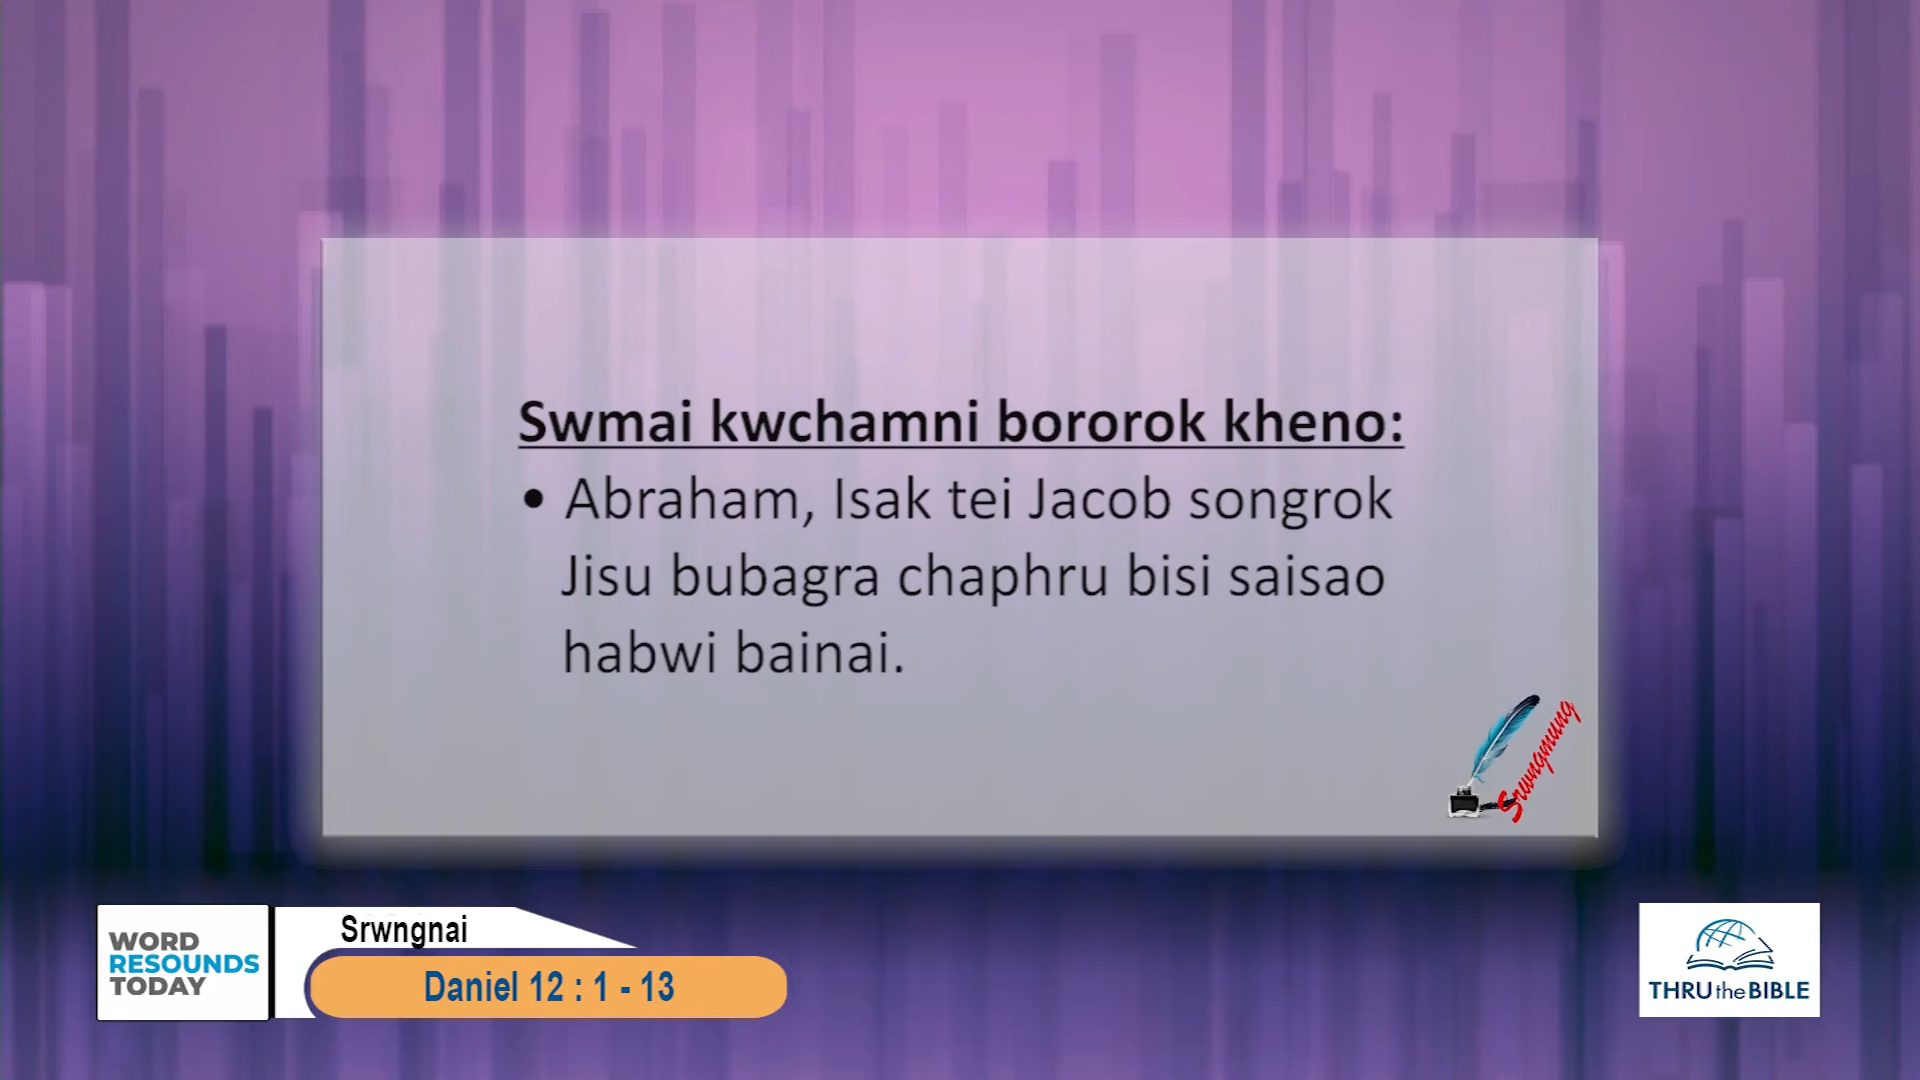 Swmai kwchamni bororok kheno:
• Abraham, Isak tei Jacob songrok
Jisu bubagra chaphru bisi saisao
habwi bainai.
Srwngmung
WORD
RESOUNDS
TODAY
Srwngnai
Daniel 12 : 1 - 13
THRU the BIBLE